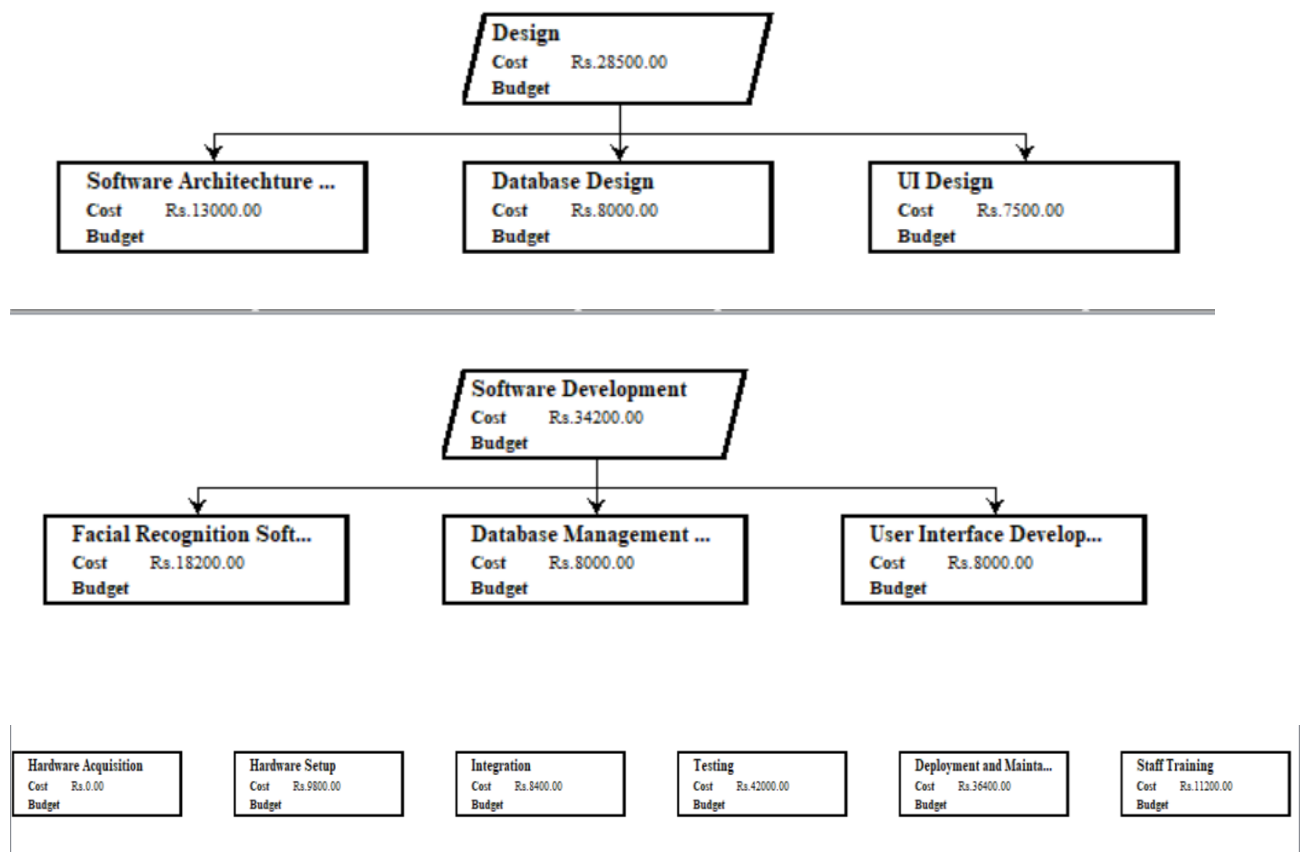 Design
Cost Rs.28500.00
Budget
Software Architechture ...
Cost Rs.13000.00
Budget
Database Design
Cost Rs.8000.00
Budget
UI Design
Cost Rs.7500.00
Budget
Software Development
Cost Rs.34200.00
Budget
Facial Recognition Soft...
Cost Rs.18200.00
Budget
Database Management ...
Cost Rs.8000.00
Budget
User Interface Develop...
Cost Rs.8000.00
Budget
Hardware Acquisition
Cost Rs.0.00
Budget
Hardware Setup
Cost Rs.9800.00
Budget
Integration
Cost Rs.8400.00
Budget
Testing
Cost Rs.42000.00
Budget
Deployment and Mainta...
Cost Rs.36400.00
Budget
Staff Training
Cost Rs.11200.00
Budget